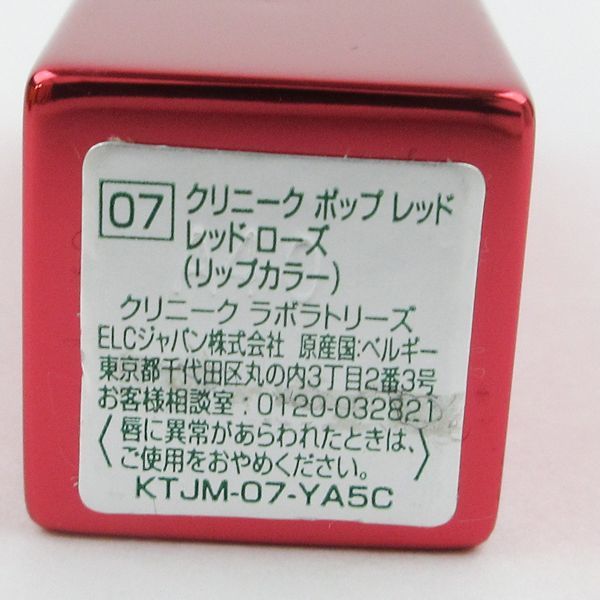 07 クリニーク ポップ レッド
レッド ローズ
(リップカラー)
クリニーク ラボラトリーズ
ELCジャパン株式会社 原産国:ベルギー
東京都千代田区丸の内3丁目2番3号
お客様相談室:0120-032821
〈唇に異常があらわれたときは、
ご使用をおやめください。〉
KTJM-07-YA5C